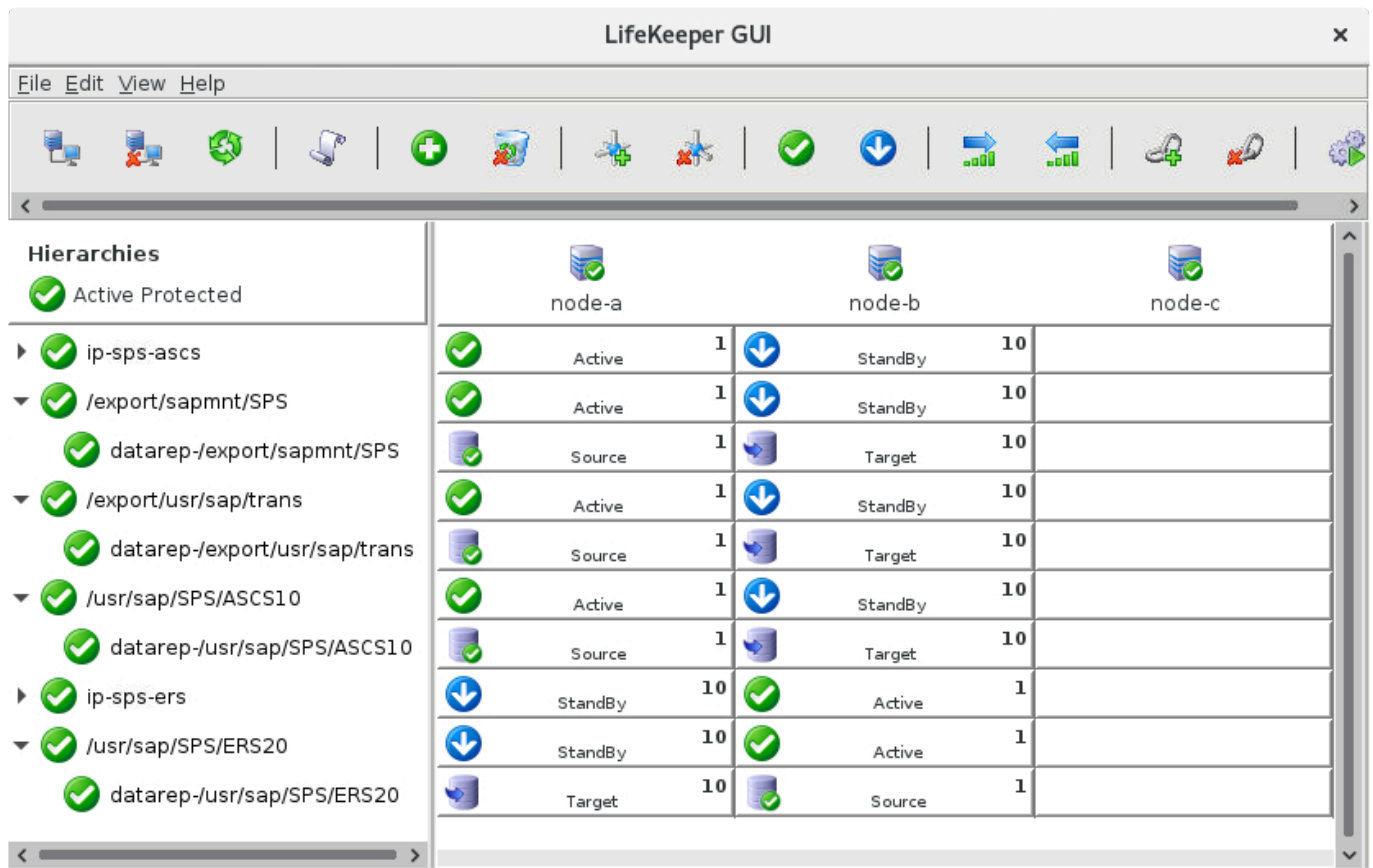 LifeKeeper GUI
File Edit View Help
Hierarchies
Active Protected
node-a node-b node-c
ip-sps-ascs Active 1 StandBy 10
/export/sapmnt/SPS Active 1 StandBy 10
datarep-/export/sapmnt/SPS Source 1 Target 10
/export/usr/sap/trans Active 1 StandBy 10
datarep-/export/usr/sap/trans Source 1 Target 10
/usr/sap/SPS/ASCS10 Active 1 StandBy 10
datarep-/usr/sap/SPS/ASCS10 Source 1 Target 10
ip-sps-ers StandBy 10 Active 1
/usr/sap/SPS/ERS20 StandBy 10 Active 1
datarep-/usr/sap/SPS/ERS20 Target 10 Source 1